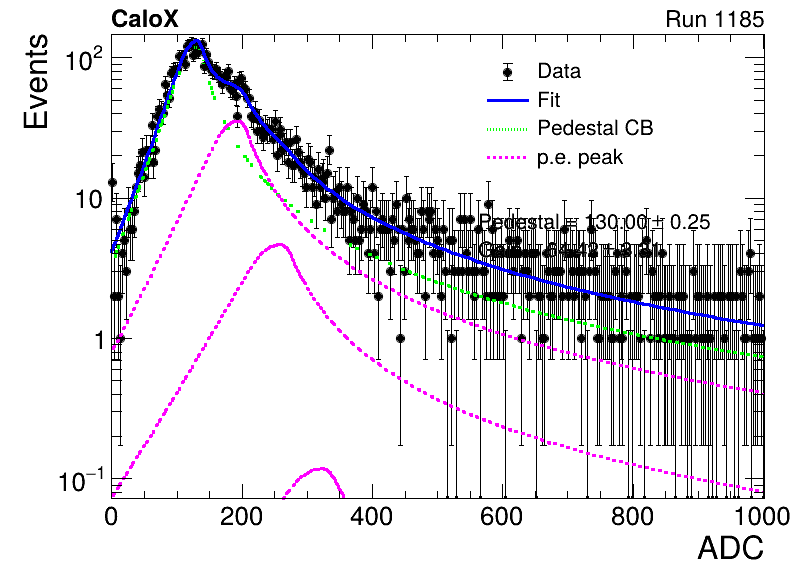 CaloX Run 1185
Events
10²
10
1
10⁻¹
Data
Fit
Pedestal CB
p.e. peak
Pedestal = 130.00 ± 0.25
0 200 400 600 800 1000
ADC